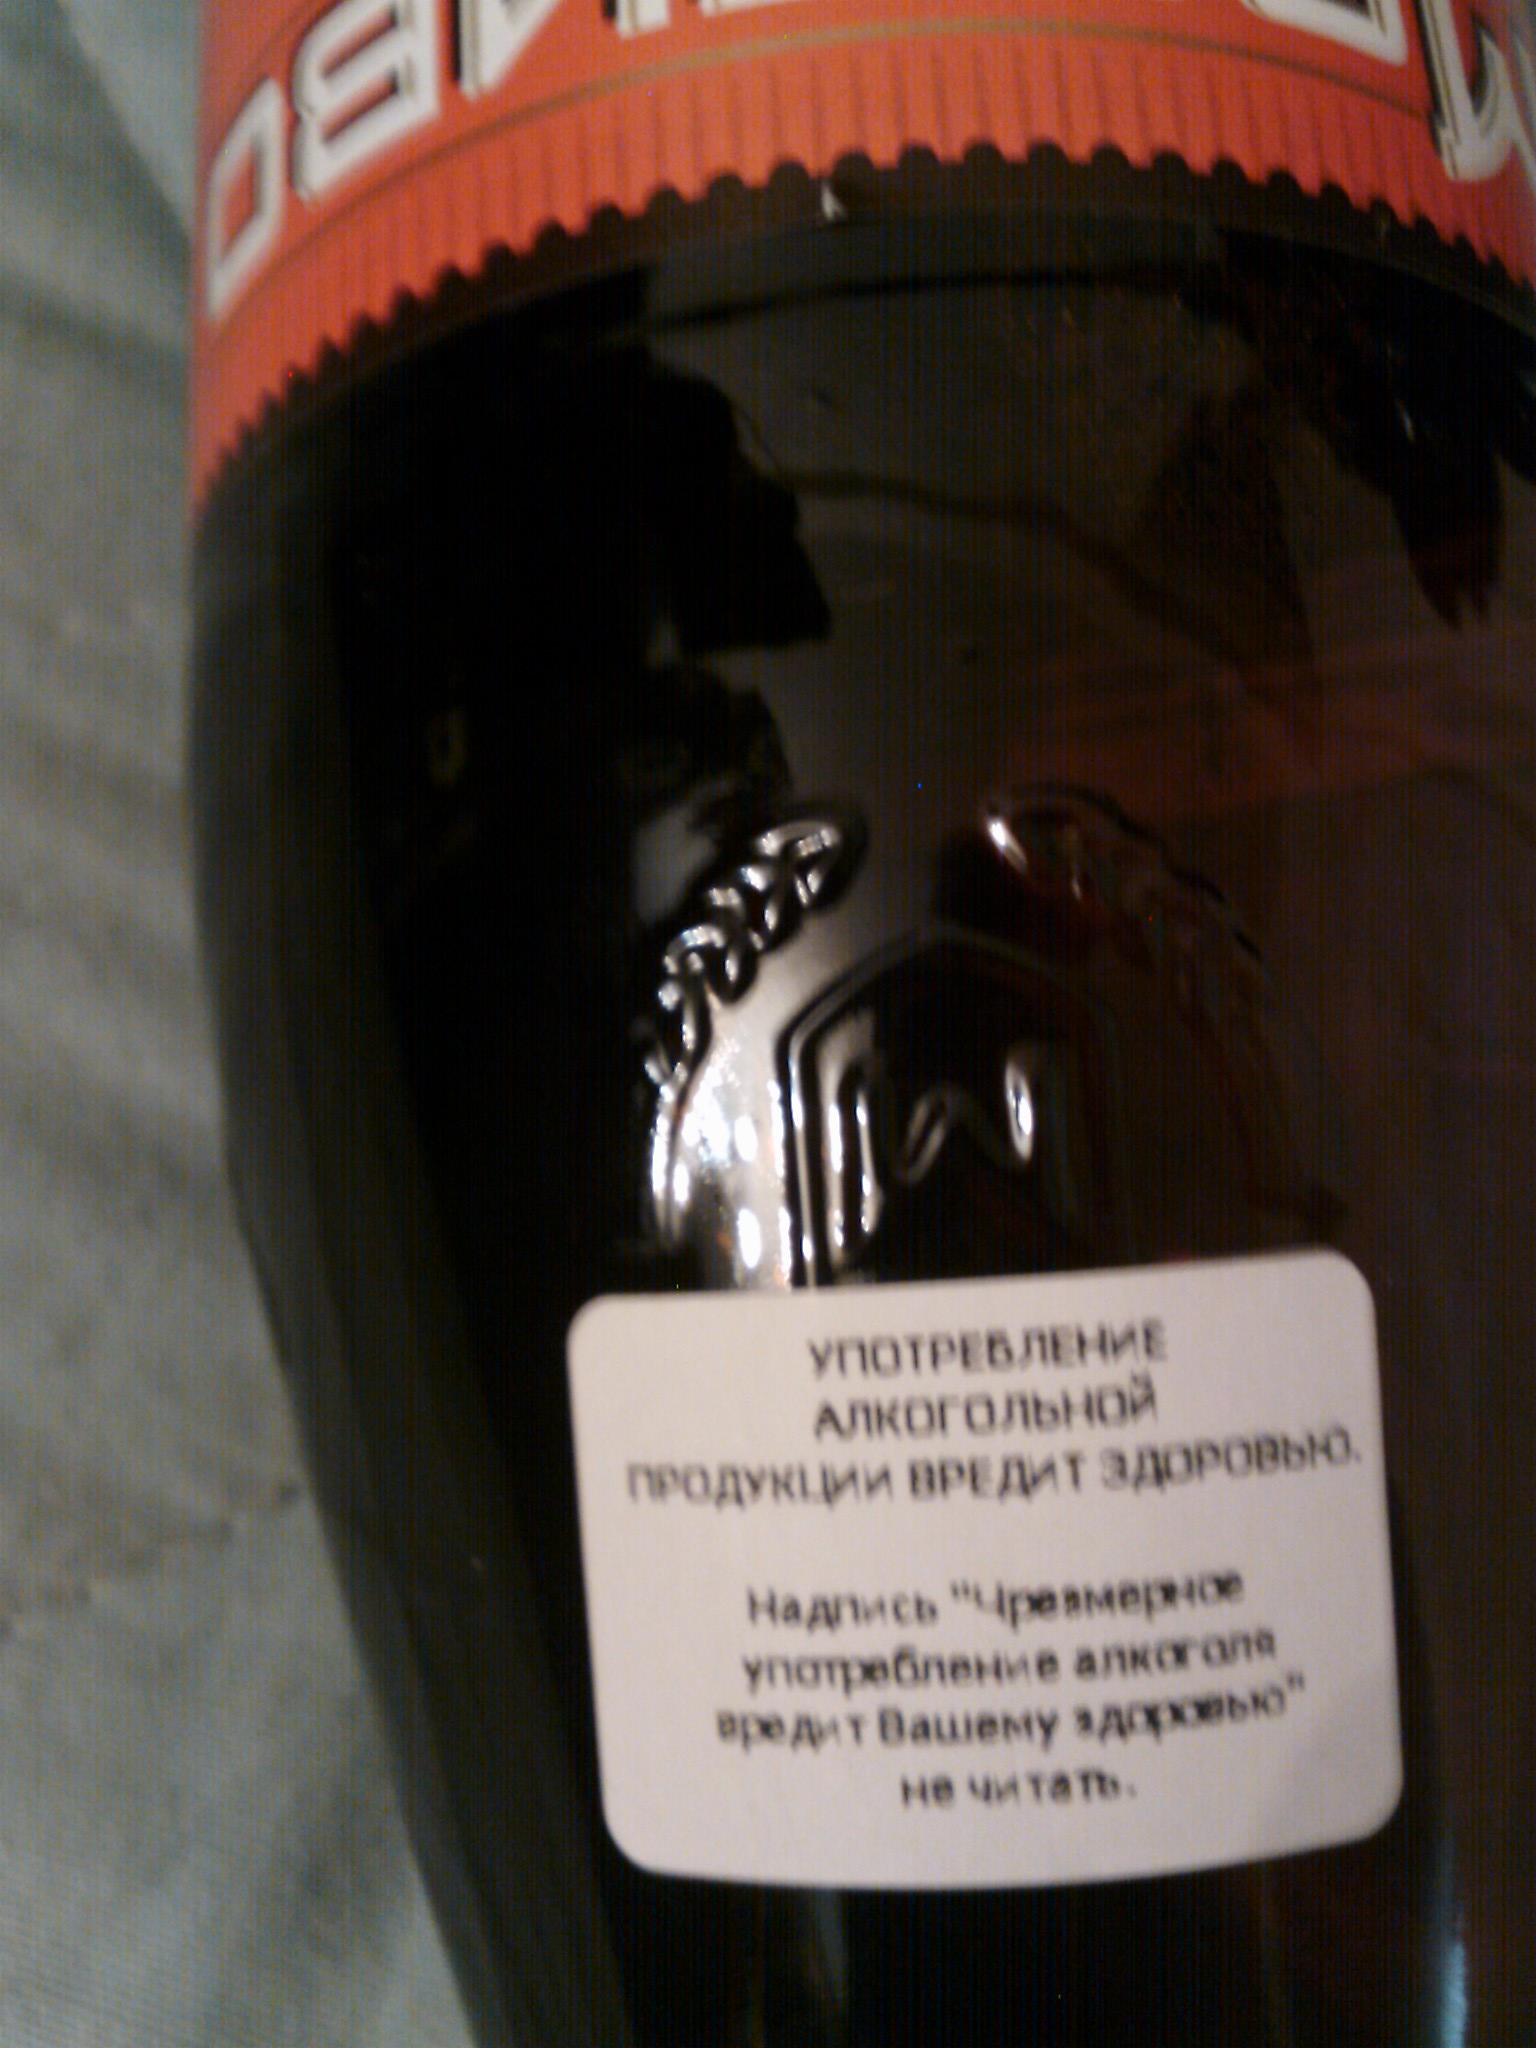 УПОТРЕБЛЕНИЕ
АЛКОГОЛЬНОЙ
ПРОДУКЦИИ ВРЕДИТ ЗДОРОВЬЮ.
Надпись "Чрезмерное
употребление алкоголя
вредит Вашему здоровью"
не читать.